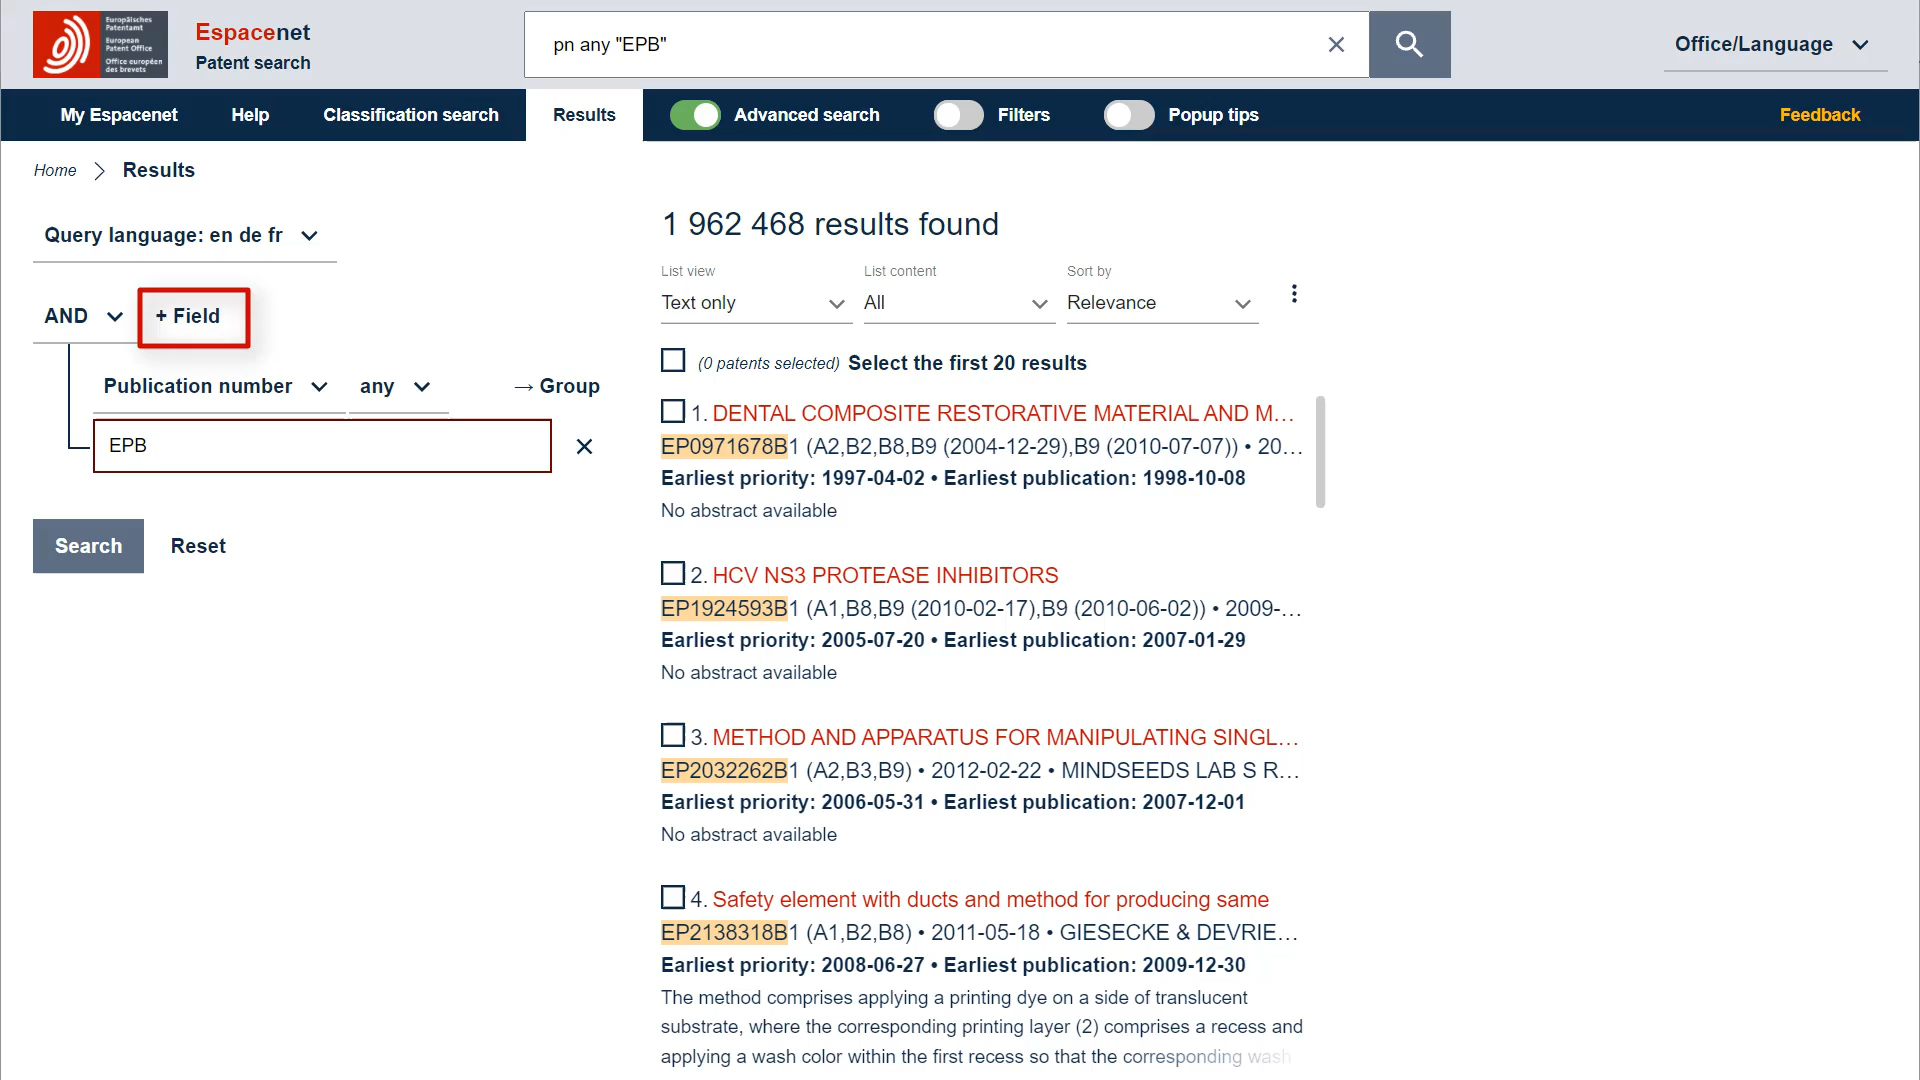 Europäisches
Patentamt
European
Patent Office
Office européen
des brevets
Espacenet
Patent search
pn any "EPB"
Office/Language
My Espacenet
Help
Classification search
Results
Advanced search
Filters
Popup tips
Feedback
Home
Results
Query language: en de fr
AND
+ Field
Publication number
any
→ Group
EPB
Search
Reset
1 962 468 results found
List view
List content
Sort by
Text only
All
Relevance
(0 patents selected) Select the first 20 results
1. DENTAL COMPOSITE RESTORATIVE MATERIAL AND M…
EP0971678B1 (A2,B2,B8,B9 (2004-12-29),B9 (2010-07-07)) • 20…
Earliest priority: 1997-04-02 • Earliest publication: 1998-10-08
No abstract available
2. HCV NS3 PROTEASE INHIBITORS
EP1924593B1 (A1,B8,B9 (2010-02-17),B9 (2010-06-02)) • 2009-…
Earliest priority: 2005-07-20 • Earliest publication: 2007-01-29
No abstract available
3. METHOD AND APPARATUS FOR MANIPULATING SINGL…
EP2032262B1 (A2,B3,B9) • 2012-02-22 • MINDSEEDS LAB S R…
Earliest priority: 2006-05-31 • Earliest publication: 2007-12-01
No abstract available
4. Safety element with ducts and method for producing same
EP2138318B1 (A1,B2,B8) • 2011-05-18 • GIESECKE & DEVRIE…
Earliest priority: 2008-06-27 • Earliest publication: 2009-12-30
The method comprises applying a printing dye on a side of translucent
substrate, where the corresponding printing layer (2) comprises a recess and
applying a wash color within the first recess so that the corresponding wash